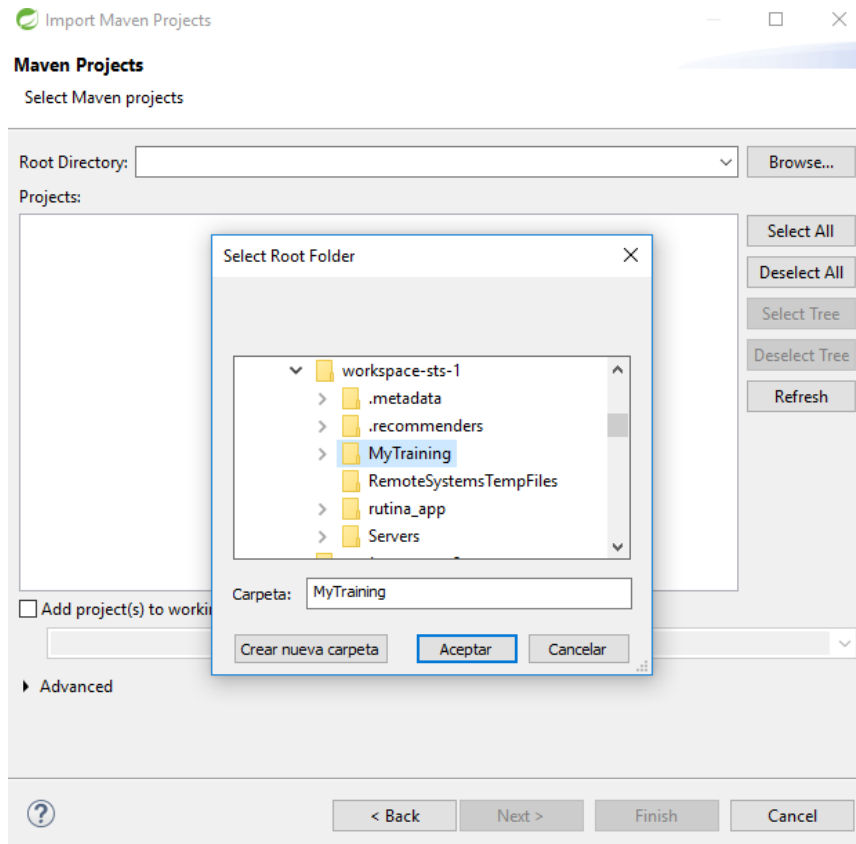 Import Maven Projects
Maven Projects
Select Maven projects
Root Directory:
Browse...
Projects:
Select All
Deselect All
Select Tree
Deselect Tree
Refresh
Select Root Folder
workspace-sts-1
.metadata
.recommenders
MyTraining
RemoteSystemsTempFiles
rutina_app
Servers
Carpeta: MyTraining
Crear nueva carpeta Aceptar Cancelar
Add project(s) to
Advanced
< Back Next > Finish Cancel